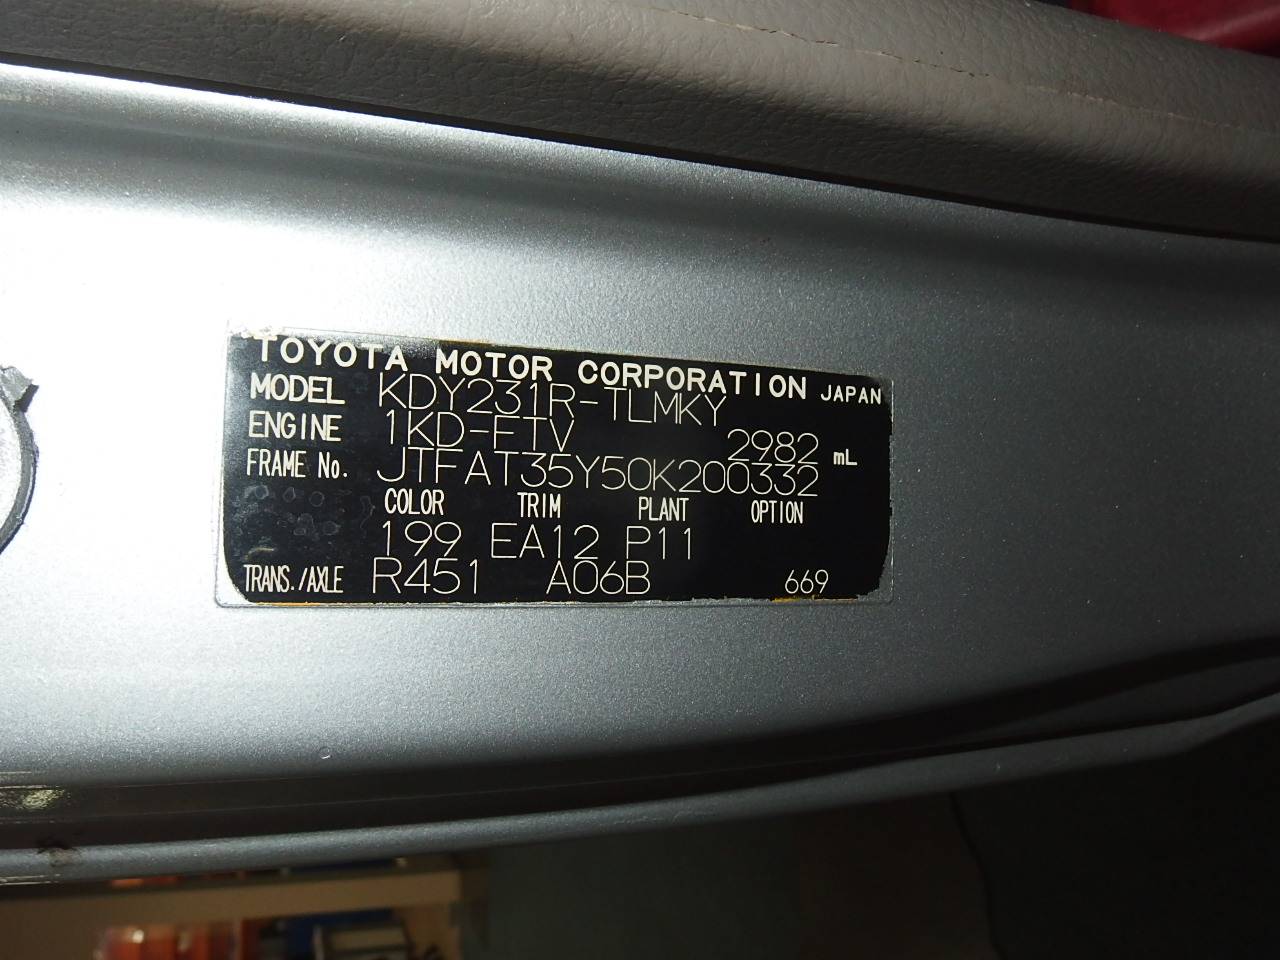 TOYOTA MOTOR CORPORATION JAPAN
MODEL KDY231R-TLMKY
ENGINE 1KD-FTV 2982 mL
FRAME No. JTFAT35Y50K200332
COLOR TRIM PLANT OPTION
199 EA12 P11
TRANS./AXLE R451 A06B 669